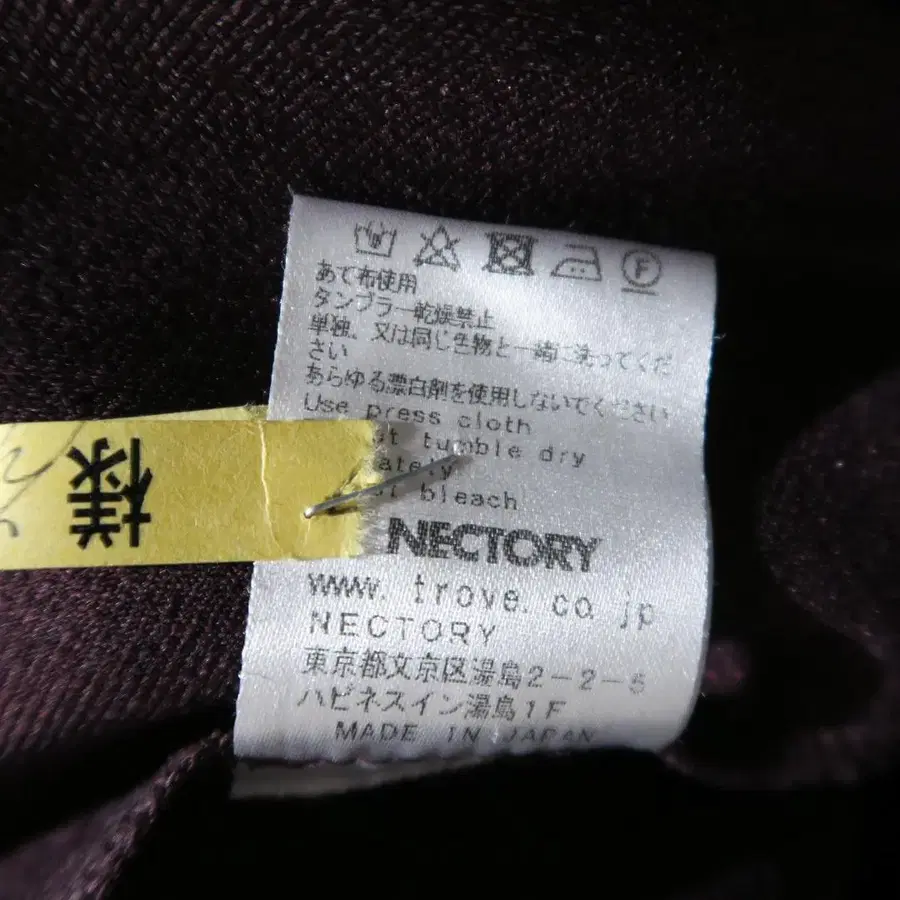 F
あて布使用
タンブラー乾燥禁止
単独、又は同じ色物と一緒に洗ってくだ
さい
あらゆる漂白剤を使用しないでください
Use press cloth
tumble dry
bleach
様
NECTORY
www.trove.co.jp
NECTORY
東京都文京区湯島2-2-6
ハピネスイン湯島1F
MADE IN JAPAN